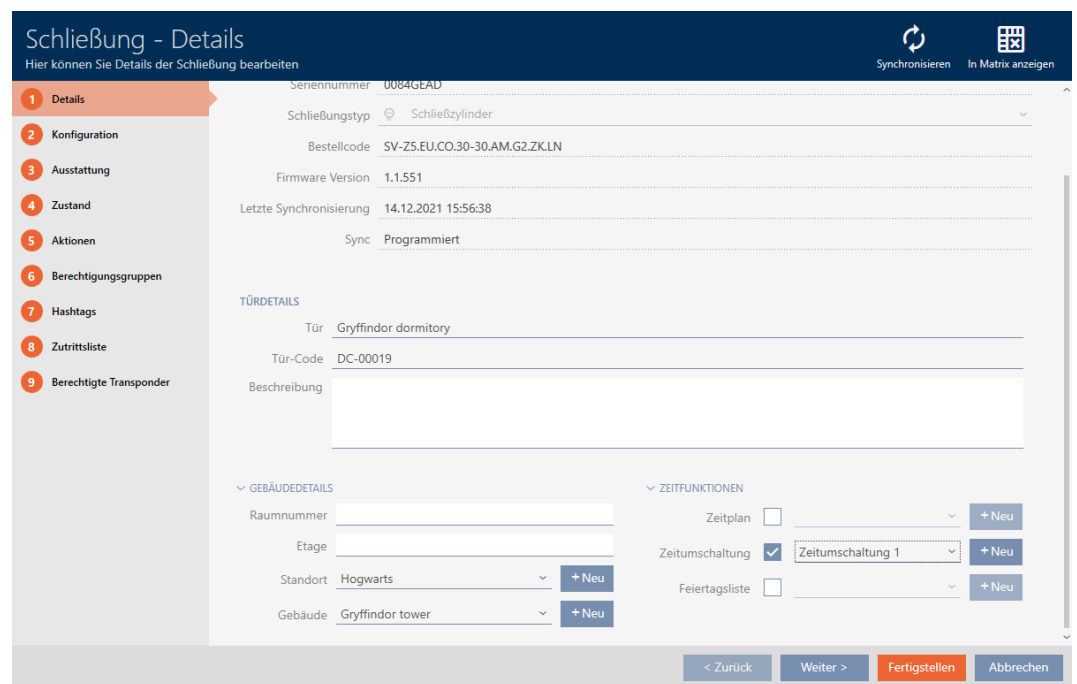 Schließung - Details
Hier können Sie Details der Schließung bearbeiten
Synchronisieren
In Matrix anzeigen
1 Details
2 Konfiguration
3 Ausstattung
4 Zustand
5 Aktionen
6 Berechtigungsgruppen
7 Hashtags
8 Zutrittsliste
9 Berechtigte Transponder
Seriennummer 0084GEAD
Schließungstyp Schließzylinder
Bestellcode SV-Z5.EU.CO.30-30.AM.G2.ZK.LN
Firmware Version 1.1.551
Letzte Synchronisierung 14.12.2021 15:56:38
Sync Programmiert
TÜRDETAILS
Tür Gryffindor dormitory
Tür-Code DC-00019
Beschreibung
GEBÄUDEDETAILS
Raumnummer
Etage
Standort Hogwarts + Neu
Gebäude Gryffindor tower + Neu
ZEITFUNKTIONEN
Zeitplan + Neu
Zeitumschaltung Zeitumschaltung 1 + Neu
Feiertagsliste + Neu
< Zurück
Weiter >
Fertigstellen
Abbrechen